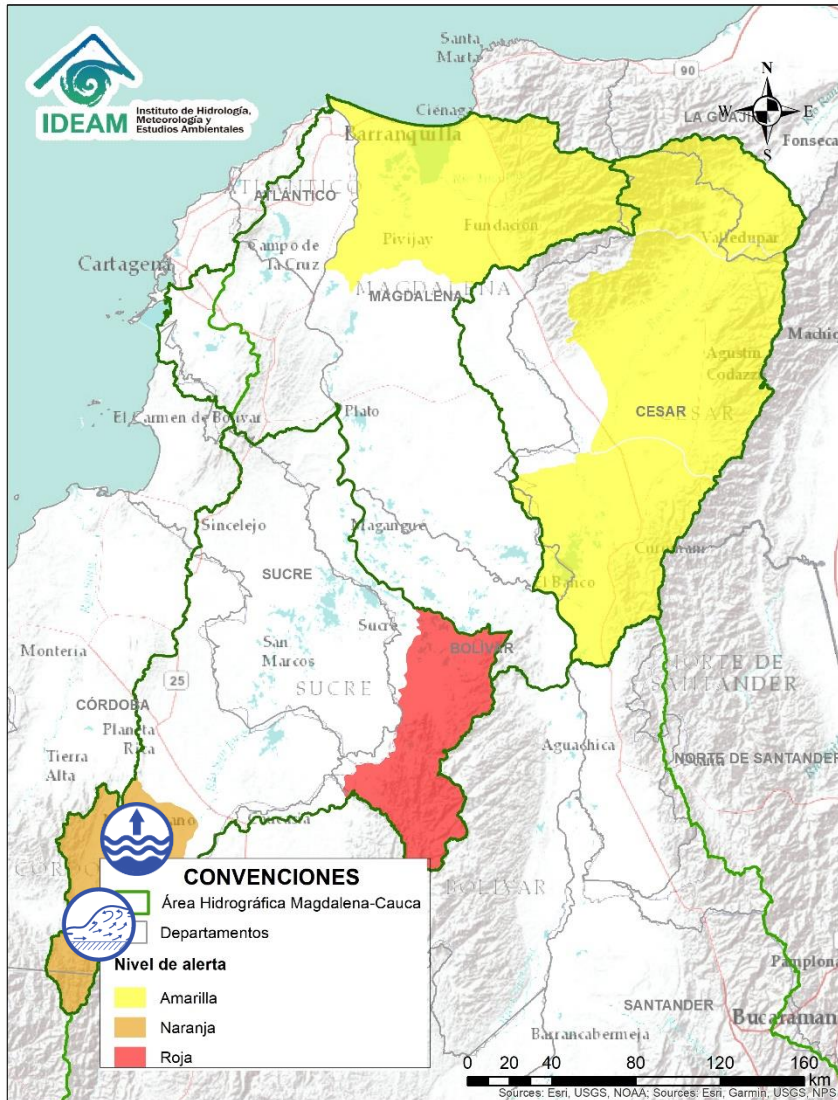 IDEAM
Instituto de Hidrología,
Meteorología y
Estudios Ambientales
Santa
Marta
90
N
W
E
S
LA GUAJI
Fonseca
Ciénaga
Barranquilla
ATLÁNTICO
Fundación
Pivijay
Valledupar
Campo de
La Cruz
Cartagena
MAGDALENA
MAGDALENA
Agustín
Codazzi
CESAR
CESAR
El Carmen de Bolívar
Plato
Sincelejo
Magangué
SUCRE
El Banco
Sucre
BOLÍVAR
San
Marcos
SUCRE
Montería
25
CÓRDOBA
Planeta
Rica
Tierra
Alta
NORTE DE
SANTANDER
Aguachica
NORTE DE SANTANDER
BOLÍVAR
CONVENCIONES
Área Hidrográfica Magdalena-Cauca
Departamentos
Nivel de alerta
Amarilla
Naranja
Roja
Pamplona
SANTANDER
Bucaraman
Barrancabermeja
0 20 40 80 120 160
km
Sources: Esri, USGS, NOAA; Sources: Esri, Garmin, USGS, NPS